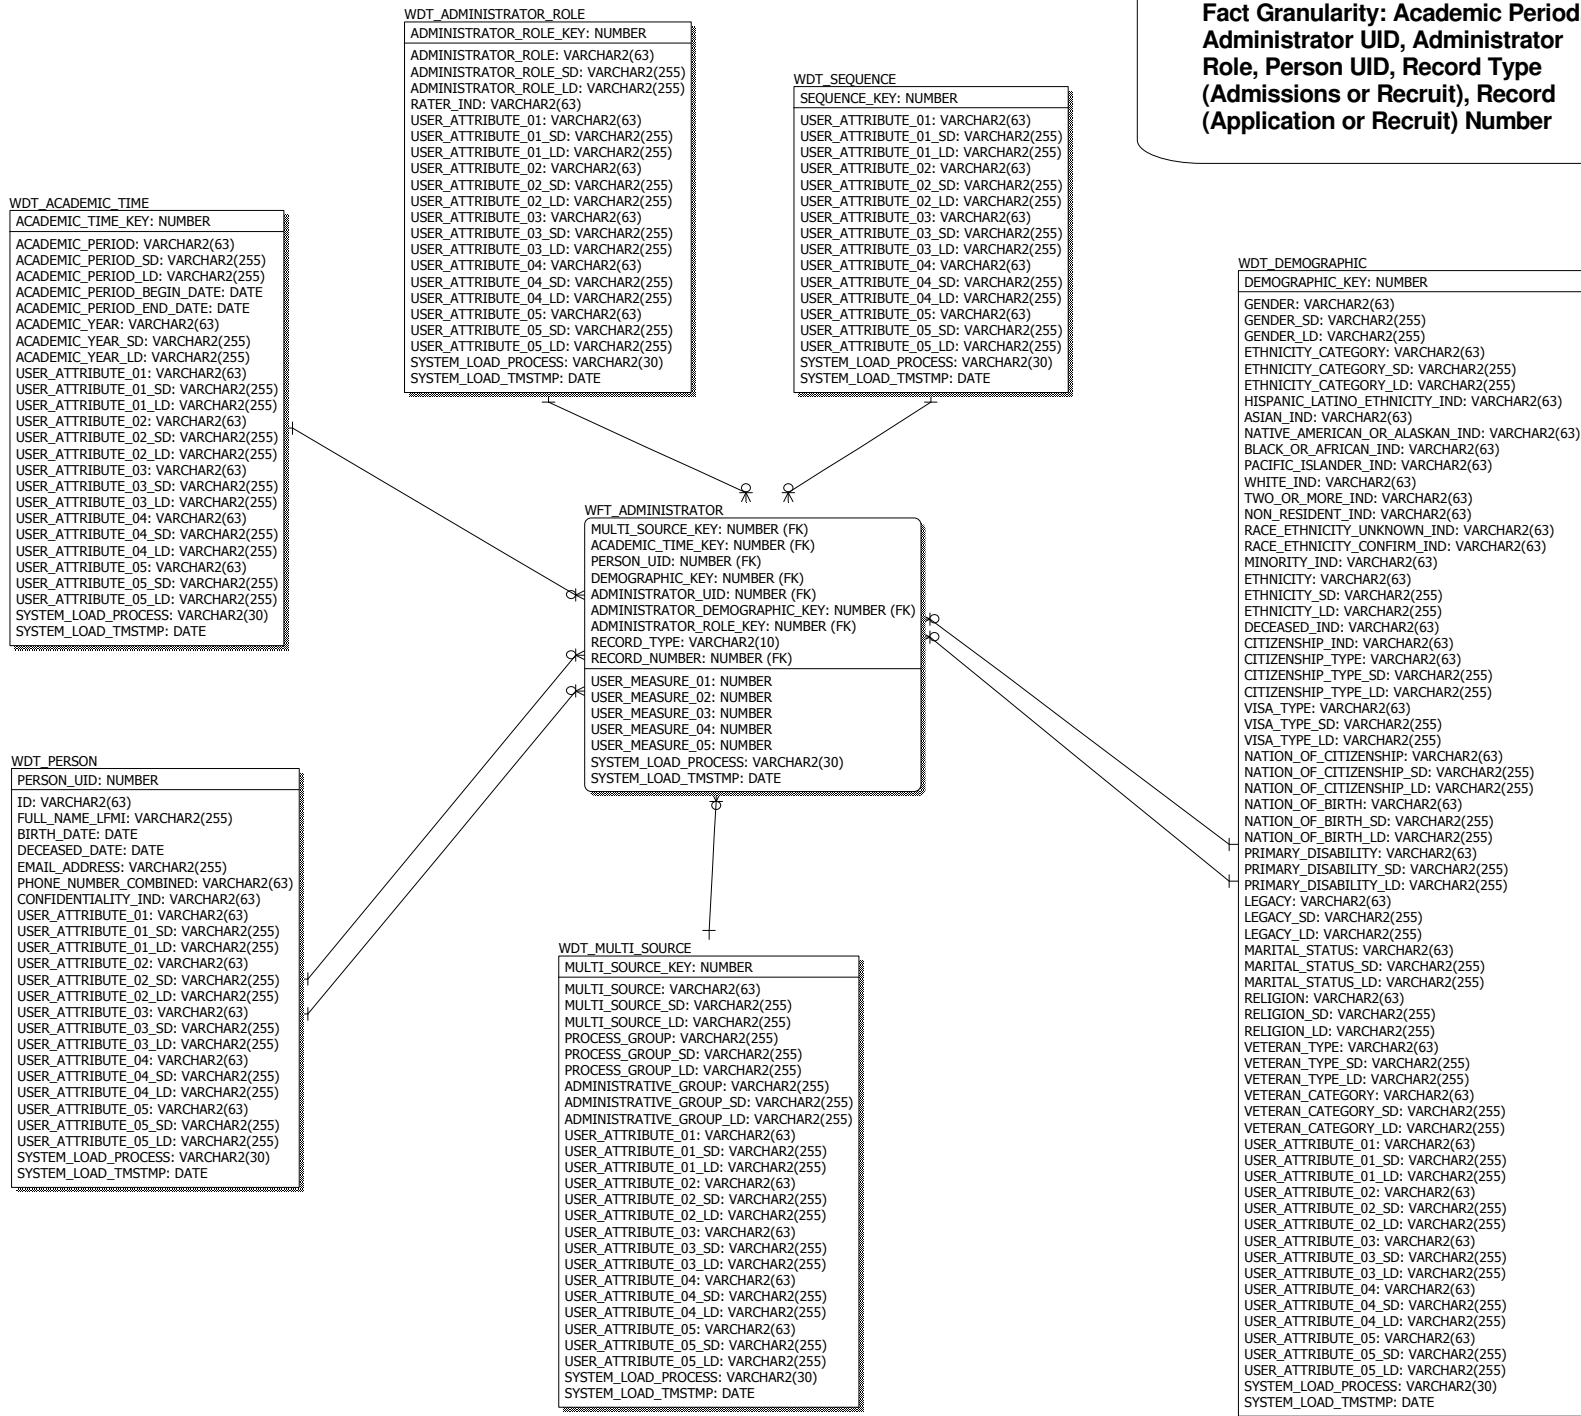 WDT_ADMINISTRATOR_ROLE
ADMINISTRATOR_ROLE_KEY: NUMBER
ADMINISTRATOR_ROLE: VARCHAR2(63)
ADMINISTRATOR_ROLE_SD: VARCHAR2(255)
ADMINISTRATOR_ROLE_LD: VARCHAR2(255)
RATER_IND: VARCHAR2(63)
USER_ATTRIBUTE_01: VARCHAR2(63)
USER_ATTRIBUTE_01_SD: VARCHAR2(255)
USER_ATTRIBUTE_01_LD: VARCHAR2(255)
USER_ATTRIBUTE_02: VARCHAR2(63)
USER_ATTRIBUTE_02_SD: VARCHAR2(255)
USER_ATTRIBUTE_02_LD: VARCHAR2(255)
USER_ATTRIBUTE_03: VARCHAR2(63)
USER_ATTRIBUTE_03_SD: VARCHAR2(255)
USER_ATTRIBUTE_03_LD: VARCHAR2(255)
USER_ATTRIBUTE_04: VARCHAR2(63)
USER_ATTRIBUTE_04_SD: VARCHAR2(255)
USER_ATTRIBUTE_04_LD: VARCHAR2(255)
USER_ATTRIBUTE_05: VARCHAR2(63)
USER_ATTRIBUTE_05_SD: VARCHAR2(255)
USER_ATTRIBUTE_05_LD: VARCHAR2(255)
SYSTEM_LOAD_PROCESS: VARCHAR2(30)
SYSTEM_LOAD_TMSTMP: DATE
Fact Granularity: Academic Period
Administrator UID, Administrator
Role, Person UID, Record Type
(Admissions or Recruit), Record
(Application or Recruit) Number
WDT_SEQUENCE
SEQUENCE_KEY: NUMBER
USER_ATTRIBUTE_01: VARCHAR2(63)
USER_ATTRIBUTE_01_SD: VARCHAR2(255)
USER_ATTRIBUTE_01_LD: VARCHAR2(255)
USER_ATTRIBUTE_02: VARCHAR2(63)
USER_ATTRIBUTE_02_SD: VARCHAR2(255)
USER_ATTRIBUTE_02_LD: VARCHAR2(255)
USER_ATTRIBUTE_03: VARCHAR2(63)
USER_ATTRIBUTE_03_SD: VARCHAR2(255)
USER_ATTRIBUTE_03_LD: VARCHAR2(255)
USER_ATTRIBUTE_04: VARCHAR2(63)
USER_ATTRIBUTE_04_SD: VARCHAR2(255)
USER_ATTRIBUTE_04_LD: VARCHAR2(255)
USER_ATTRIBUTE_05: VARCHAR2(63)
USER_ATTRIBUTE_05_SD: VARCHAR2(255)
USER_ATTRIBUTE_05_LD: VARCHAR2(255)
SYSTEM_LOAD_PROCESS: VARCHAR2(30)
SYSTEM_LOAD_TMSTMP: DATE
WDT_ACADEMIC_TIME
ACADEMIC_TIME_KEY: NUMBER
ACADEMIC_PERIOD: VARCHAR2(63)
ACADEMIC_PERIOD_SD: VARCHAR2(255)
ACADEMIC_PERIOD_LD: VARCHAR2(255)
ACADEMIC_PERIOD_BEGIN_DATE: DATE
ACADEMIC_PERIOD_END_DATE: DATE
ACADEMIC_YEAR: VARCHAR2(63)
ACADEMIC_YEAR_SD: VARCHAR2(255)
ACADEMIC_YEAR_LD: VARCHAR2(255)
USER_ATTRIBUTE_01: VARCHAR2(63)
USER_ATTRIBUTE_01_SD: VARCHAR2(255)
USER_ATTRIBUTE_01_LD: VARCHAR2(255)
USER_ATTRIBUTE_02: VARCHAR2(63)
USER_ATTRIBUTE_02_SD: VARCHAR2(255)
USER_ATTRIBUTE_02_LD: VARCHAR2(255)
USER_ATTRIBUTE_03: VARCHAR2(63)
USER_ATTRIBUTE_03_SD: VARCHAR2(255)
USER_ATTRIBUTE_03_LD: VARCHAR2(255)
USER_ATTRIBUTE_04: VARCHAR2(63)
USER_ATTRIBUTE_04_SD: VARCHAR2(255)
USER_ATTRIBUTE_04_LD: VARCHAR2(255)
USER_ATTRIBUTE_05: VARCHAR2(63)
USER_ATTRIBUTE_05_SD: VARCHAR2(255)
USER_ATTRIBUTE_05_LD: VARCHAR2(255)
SYSTEM_LOAD_PROCESS: VARCHAR2(30)
SYSTEM_LOAD_TMSTMP: DATE
WFT_ADMINISTRATOR
MULTI_SOURCE_KEY: NUMBER (FK)
ACADEMIC_TIME_KEY: NUMBER (FK)
PERSON_UID: NUMBER (FK)
DEMOGRAPHIC_KEY: NUMBER (FK)
ADMINISTRATOR_UID: NUMBER (FK)
ADMINISTRATOR_DEMOGRAPHIC_KEY: NUMBER (FK)
ADMINISTRATOR_ROLE_KEY: NUMBER (FK)
RECORD_TYPE: VARCHAR2(10)
RECORD_NUMBER: NUMBER (FK)
USER_MEASURE_01: NUMBER
USER_MEASURE_02: NUMBER
USER_MEASURE_03: NUMBER
USER_MEASURE_04: NUMBER
USER_MEASURE_05: NUMBER
SYSTEM_LOAD_PROCESS: VARCHAR2(30)
SYSTEM_LOAD_TMSTMP: DATE
WDT_DEMOGRAPHIC
DEMOGRAPHIC_KEY: NUMBER
GENDER: VARCHAR2(63)
GENDER_SD: VARCHAR2(255)
GENDER_LD: VARCHAR2(255)
ETHNICITY_CATEGORY: VARCHAR2(63)
ETHNICITY_CATEGORY_SD: VARCHAR2(255)
ETHNICITY_CATEGORY_LD: VARCHAR2(255)
HISPANIC_LATINO_ETHNICITY_IND: VARCHAR2(63)
ASIAN_IND: VARCHAR2(63)
NATIVE_AMERICAN_OR_ALASKAN_IND: VARCHAR2(63)
BLACK_OR_AFRICAN_IND: VARCHAR2(63)
PACIFIC_ISLANDER_IND: VARCHAR2(63)
WHITE_IND: VARCHAR2(63)
TWO_OR_MORE_IND: VARCHAR2(63)
NON_RESIDENT_IND: VARCHAR2(63)
RACE_ETHNICITY_UNKNOWN_IND: VARCHAR2(63)
RACE_ETHNICITY_CONFIRM_IND: VARCHAR2(63)
MINORITY_IND: VARCHAR2(63)
ETHNICITY: VARCHAR2(63)
ETHNICITY_SD: VARCHAR2(255)
ETHNICITY_LD: VARCHAR2(255)
DECEASED_IND: VARCHAR2(63)
CITIZENSHIP_IND: VARCHAR2(63)
CITIZENSHIP_TYPE: VARCHAR2(63)
CITIZENSHIP_TYPE_SD: VARCHAR2(255)
CITIZENSHIP_TYPE_LD: VARCHAR2(255)
VISA_TYPE: VARCHAR2(63)
VISA_TYPE_SD: VARCHAR2(255)
VISA_TYPE_LD: VARCHAR2(255)
NATION_OF_CITIZENSHIP: VARCHAR2(63)
NATION_OF_CITIZENSHIP_SD: VARCHAR2(255)
NATION_OF_CITIZENSHIP_LD: VARCHAR2(255)
NATION_OF_BIRTH: VARCHAR2(63)
NATION_OF_BIRTH_SD: VARCHAR2(255)
NATION_OF_BIRTH_LD: VARCHAR2(255)
PRIMARY_DISABILITY: VARCHAR2(63)
PRIMARY_DISABILITY_SD: VARCHAR2(255)
PRIMARY_DISABILITY_LD: VARCHAR2(255)
LEGACY: VARCHAR2(63)
LEGACY_SD: VARCHAR2(255)
LEGACY_LD: VARCHAR2(255)
MARITAL_STATUS: VARCHAR2(63)
MARITAL_STATUS_SD: VARCHAR2(255)
MARITAL_STATUS_LD: VARCHAR2(255)
RELIGION: VARCHAR2(63)
RELIGION_SD: VARCHAR2(255)
RELIGION_LD: VARCHAR2(255)
VETERAN_TYPE: VARCHAR2(63)
VETERAN_TYPE_SD: VARCHAR2(255)
VETERAN_TYPE_LD: VARCHAR2(255)
VETERAN_CATEGORY: VARCHAR2(63)
VETERAN_CATEGORY_SD: VARCHAR2(255)
VETERAN_CATEGORY_LD: VARCHAR2(255)
USER_ATTRIBUTE_01: VARCHAR2(63)
USER_ATTRIBUTE_01_SD: VARCHAR2(255)
USER_ATTRIBUTE_01_LD: VARCHAR2(255)
USER_ATTRIBUTE_02: VARCHAR2(63)
USER_ATTRIBUTE_02_SD: VARCHAR2(255)
USER_ATTRIBUTE_02_LD: VARCHAR2(255)
USER_ATTRIBUTE_03: VARCHAR2(63)
USER_ATTRIBUTE_03_SD: VARCHAR2(255)
USER_ATTRIBUTE_03_LD: VARCHAR2(255)
USER_ATTRIBUTE_04: VARCHAR2(63)
USER_ATTRIBUTE_04_SD: VARCHAR2(255)
USER_ATTRIBUTE_04_LD: VARCHAR2(255)
USER_ATTRIBUTE_05: VARCHAR2(63)
USER_ATTRIBUTE_05_SD: VARCHAR2(255)
USER_ATTRIBUTE_05_LD: VARCHAR2(255)
SYSTEM_LOAD_PROCESS: VARCHAR2(30)
SYSTEM_LOAD_TMSTMP: DATE
WDT_PERSON
PERSON_UID: NUMBER
ID: VARCHAR2(63)
FULL_NAME_LFMI: VARCHAR2(255)
BIRTH_DATE: DATE
DECEASED_DATE: DATE
EMAIL_ADDRESS: VARCHAR2(255)
PHONE_NUMBER_COMBINED: VARCHAR2(63)
CONFIDENTIALITY_IND: VARCHAR2(63)
USER_ATTRIBUTE_01: VARCHAR2(63)
USER_ATTRIBUTE_01_SD: VARCHAR2(255)
USER_ATTRIBUTE_01_LD: VARCHAR2(255)
USER_ATTRIBUTE_02: VARCHAR2(63)
USER_ATTRIBUTE_02_SD: VARCHAR2(255)
USER_ATTRIBUTE_02_LD: VARCHAR2(255)
USER_ATTRIBUTE_03: VARCHAR2(63)
USER_ATTRIBUTE_03_SD: VARCHAR2(255)
USER_ATTRIBUTE_03_LD: VARCHAR2(255)
USER_ATTRIBUTE_04: VARCHAR2(63)
USER_ATTRIBUTE_04_SD: VARCHAR2(255)
USER_ATTRIBUTE_04_LD: VARCHAR2(255)
USER_ATTRIBUTE_05: VARCHAR2(63)
USER_ATTRIBUTE_05_SD: VARCHAR2(255)
USER_ATTRIBUTE_05_LD: VARCHAR2(255)
SYSTEM_LOAD_PROCESS: VARCHAR2(30)
SYSTEM_LOAD_TMSTMP: DATE
WDT_MULTI_SOURCE
MULTI_SOURCE_KEY: NUMBER
MULTI_SOURCE: VARCHAR2(63)
MULTI_SOURCE_SD: VARCHAR2(255)
MULTI_SOURCE_LD: VARCHAR2(255)
PROCESS_GROUP: VARCHAR2(255)
PROCESS_GROUP_SD: VARCHAR2(255)
PROCESS_GROUP_LD: VARCHAR2(255)
ADMINISTRATIVE_GROUP: VARCHAR2(255)
ADMINISTRATIVE_GROUP_SD: VARCHAR2(255)
ADMINISTRATIVE_GROUP_LD: VARCHAR2(255)
USER_ATTRIBUTE_01: VARCHAR2(63)
USER_ATTRIBUTE_01_SD: VARCHAR2(255)
USER_ATTRIBUTE_01_LD: VARCHAR2(255)
USER_ATTRIBUTE_02: VARCHAR2(63)
USER_ATTRIBUTE_02_SD: VARCHAR2(255)
USER_ATTRIBUTE_02_LD: VARCHAR2(255)
USER_ATTRIBUTE_03: VARCHAR2(63)
USER_ATTRIBUTE_03_SD: VARCHAR2(255)
USER_ATTRIBUTE_03_LD: VARCHAR2(255)
USER_ATTRIBUTE_04: VARCHAR2(63)
USER_ATTRIBUTE_04_SD: VARCHAR2(255)
USER_ATTRIBUTE_04_LD: VARCHAR2(255)
USER_ATTRIBUTE_05: VARCHAR2(63)
USER_ATTRIBUTE_05_SD: VARCHAR2(255)
USER_ATTRIBUTE_05_LD: VARCHAR2(255)
SYSTEM_LOAD_PROCESS: VARCHAR2(30)
SYSTEM_LOAD_TMSTMP: DATE